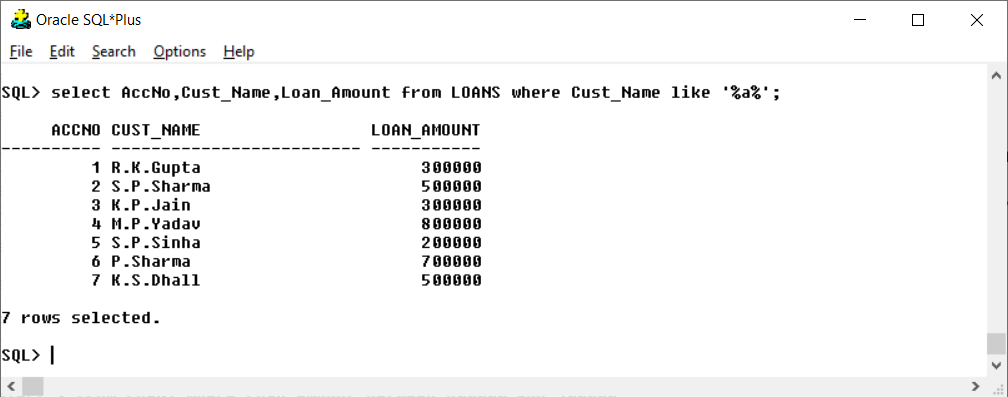 Oracle SQL*Plus
File Edit Search Options Help
SQL> select AccNo,Cust_Name,Loan_Amount from LOANS where Cust_Name like '%a%';
ACCNO CUST_NAME LOAN_AMOUNT
---------- ------------------------- -----------
1 R.K.Gupta 300000
2 S.P.Sharma 500000
3 K.P.Jain 300000
4 M.P.Yadav 800000
5 S.P.Sinha 200000
6 P.Sharma 700000
7 K.S.Dhall 500000
7 rows selected.
SQL>